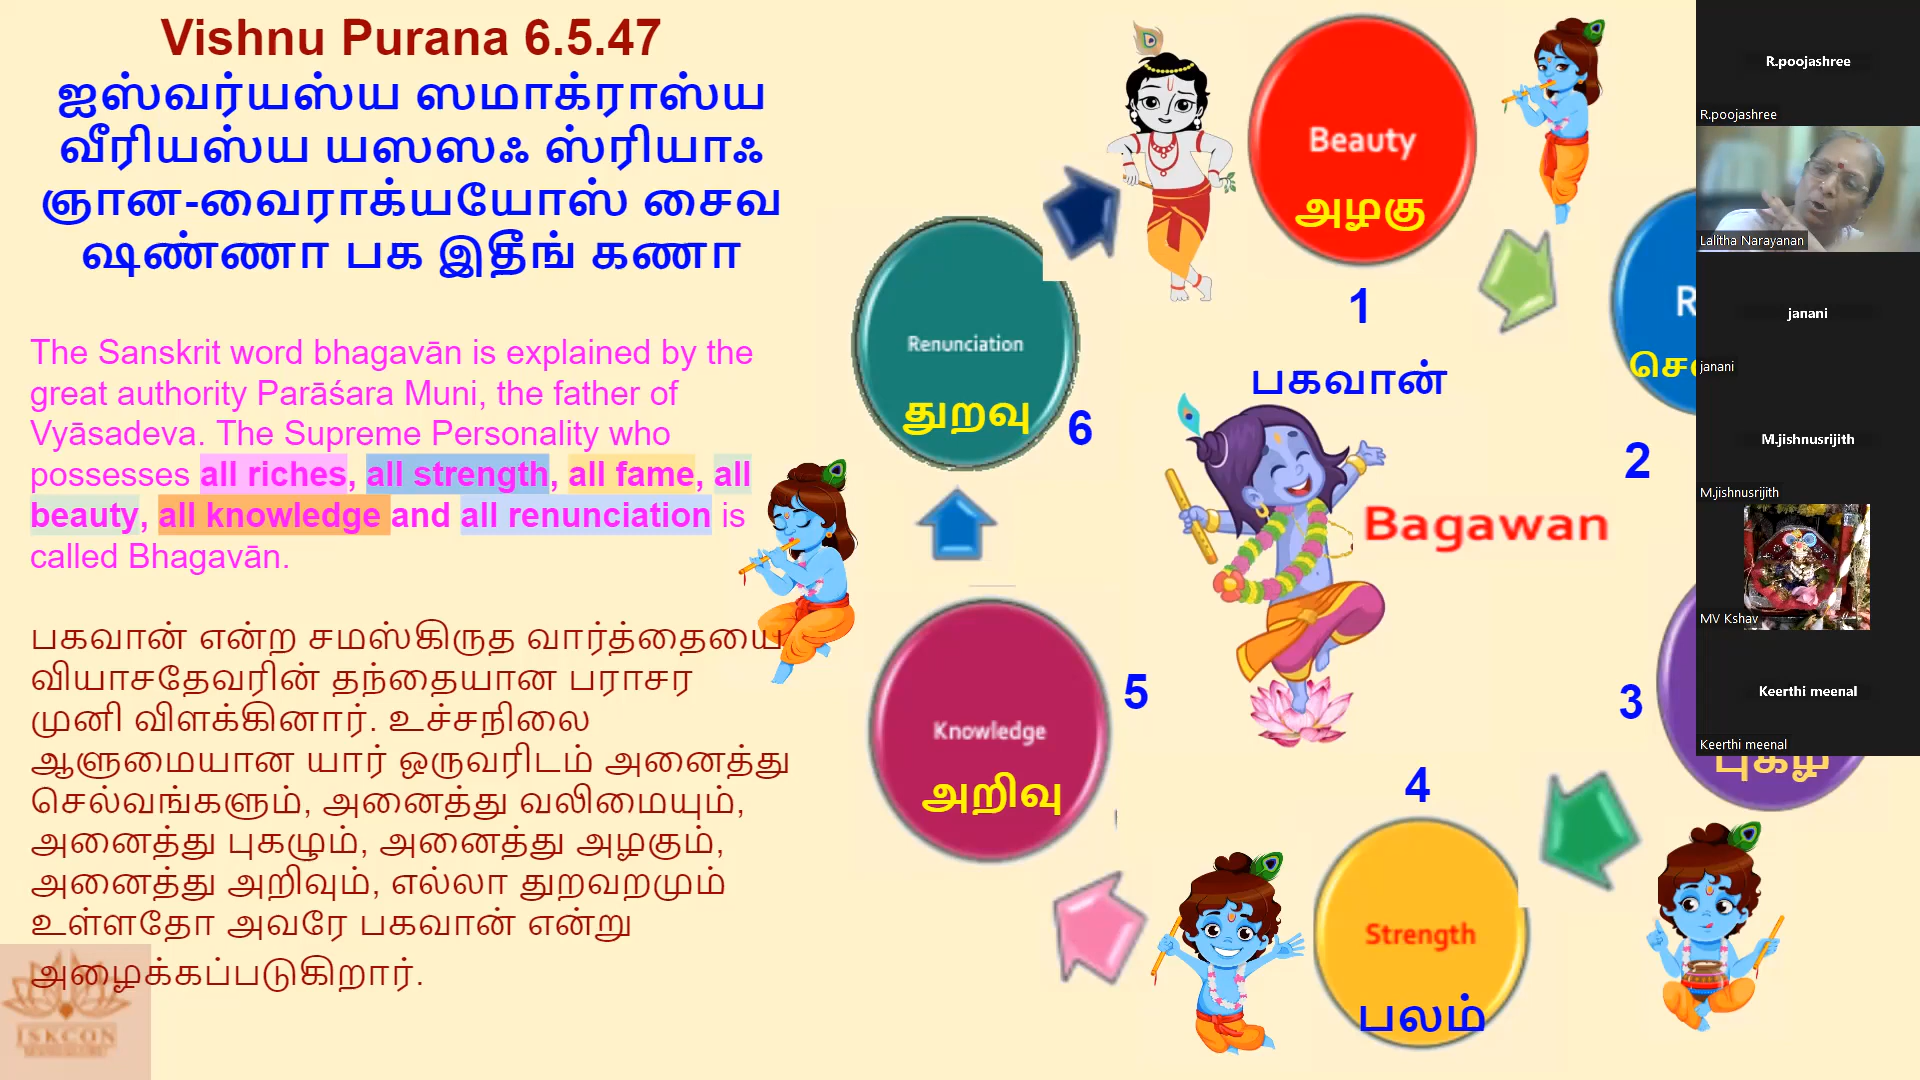 Vishnu Purana 6.5.47
ஐஸ்வர்யஸ்ய ஸமாக்ராஸ்ய
வீரியஸ்ய யஸஸஃ ஸ்ரியாஃ
ஞான-வைராக்யயோஸ் சைவ
ஷண்ணா பக இதீங் கணா
The Sanskrit word bhagavān is explained by the
great authority Parāśara Muni, the father of
Vyāsadeva. The Supreme Personality who
possesses all riches, all strength, all fame, all
beauty, all knowledge and all renunciation is
called Bhagavān.
பகவான் என்ற சமஸ்கிருத வார்த்தையை
வியாசதேவரின் தந்தையான பராசர
முனி விளக்கினார். உச்சநிலை
ஆளுமையான யார் ஒருவரிடம் அனைத்து
செல்வங்களும், அனைத்து வலிமையும்,
அனைத்து புகழும், அனைத்து அழகும்,
அனைத்து அறிவும், எல்லா துறவறமும்
உள்ளதோ அவரே பகவான் என்று
அழைக்கப்படுகிறார்.
ISKCON
Beauty
அழகு
1
2
3
புகழ்
4
Strength
பலம்
5
Knowledge
அறிவு
6
Renunciation
துறவு
பகவான்
Bagawan
R.poojashree
R.poojashree
Lalitha Narayanan
janani
janani
M.jishnusrijith
M.jishnusrijith
MV Kshav
Keerthi meenal
Keerthi meenal